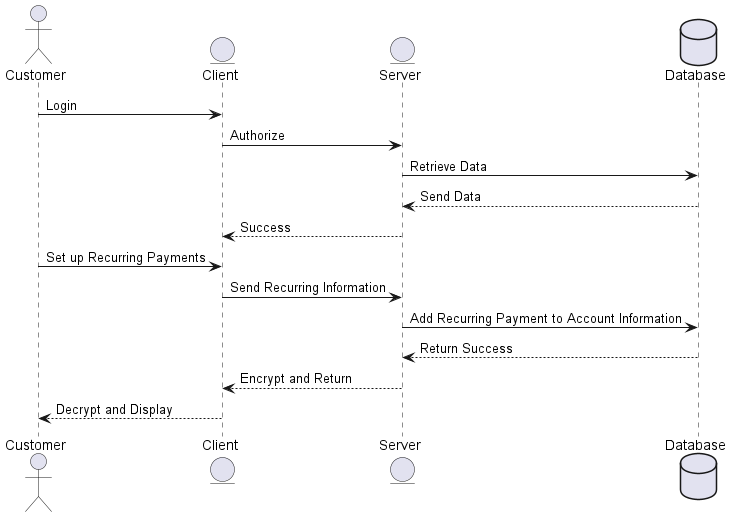 Customer
Client
Server
Database
Login
Authorize
Retrieve Data
Send Data
Success
Set up Recurring Payments
Send Recurring Information
Add Recurring Payment to Account Information
Return Success
Encrypt and Return
Decrypt and Display
Customer
Client
Server
Database